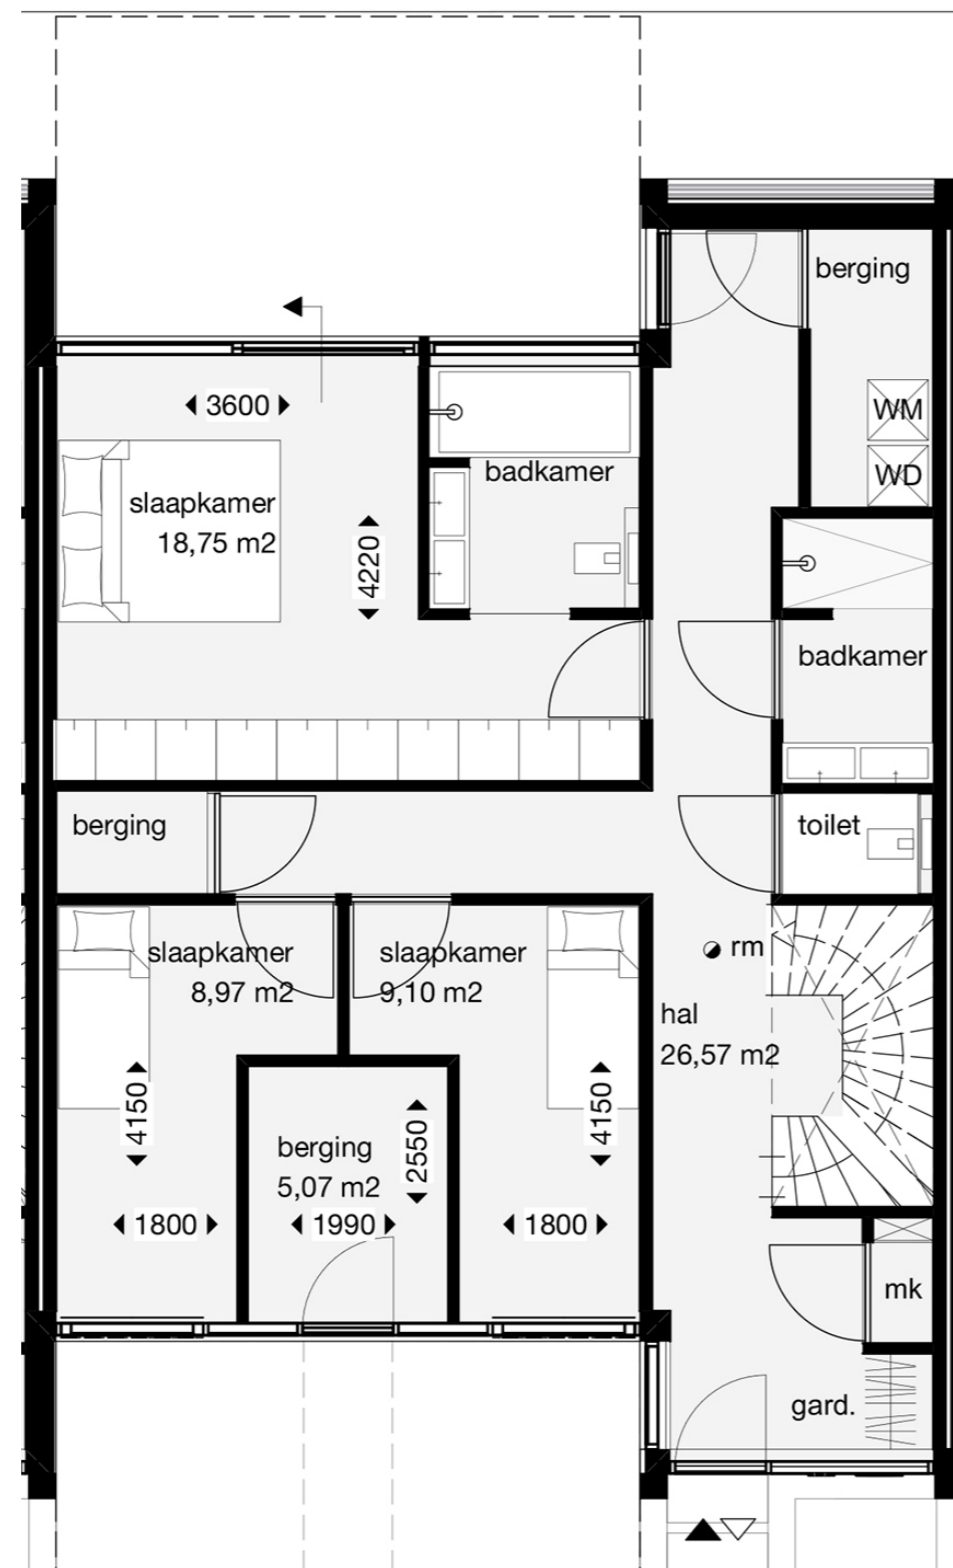 berging
3600
WM
WD
badkamer
slaapkamer
18,75 m2
4220
badkamer
berging
toilet
slaapkamer
8,97 m2
slaapkamer
9,10 m2
rm
hal
26,57 m2
4150
4150
2550
berging
5,07 m2
1800
1990
1800
mk
gard.